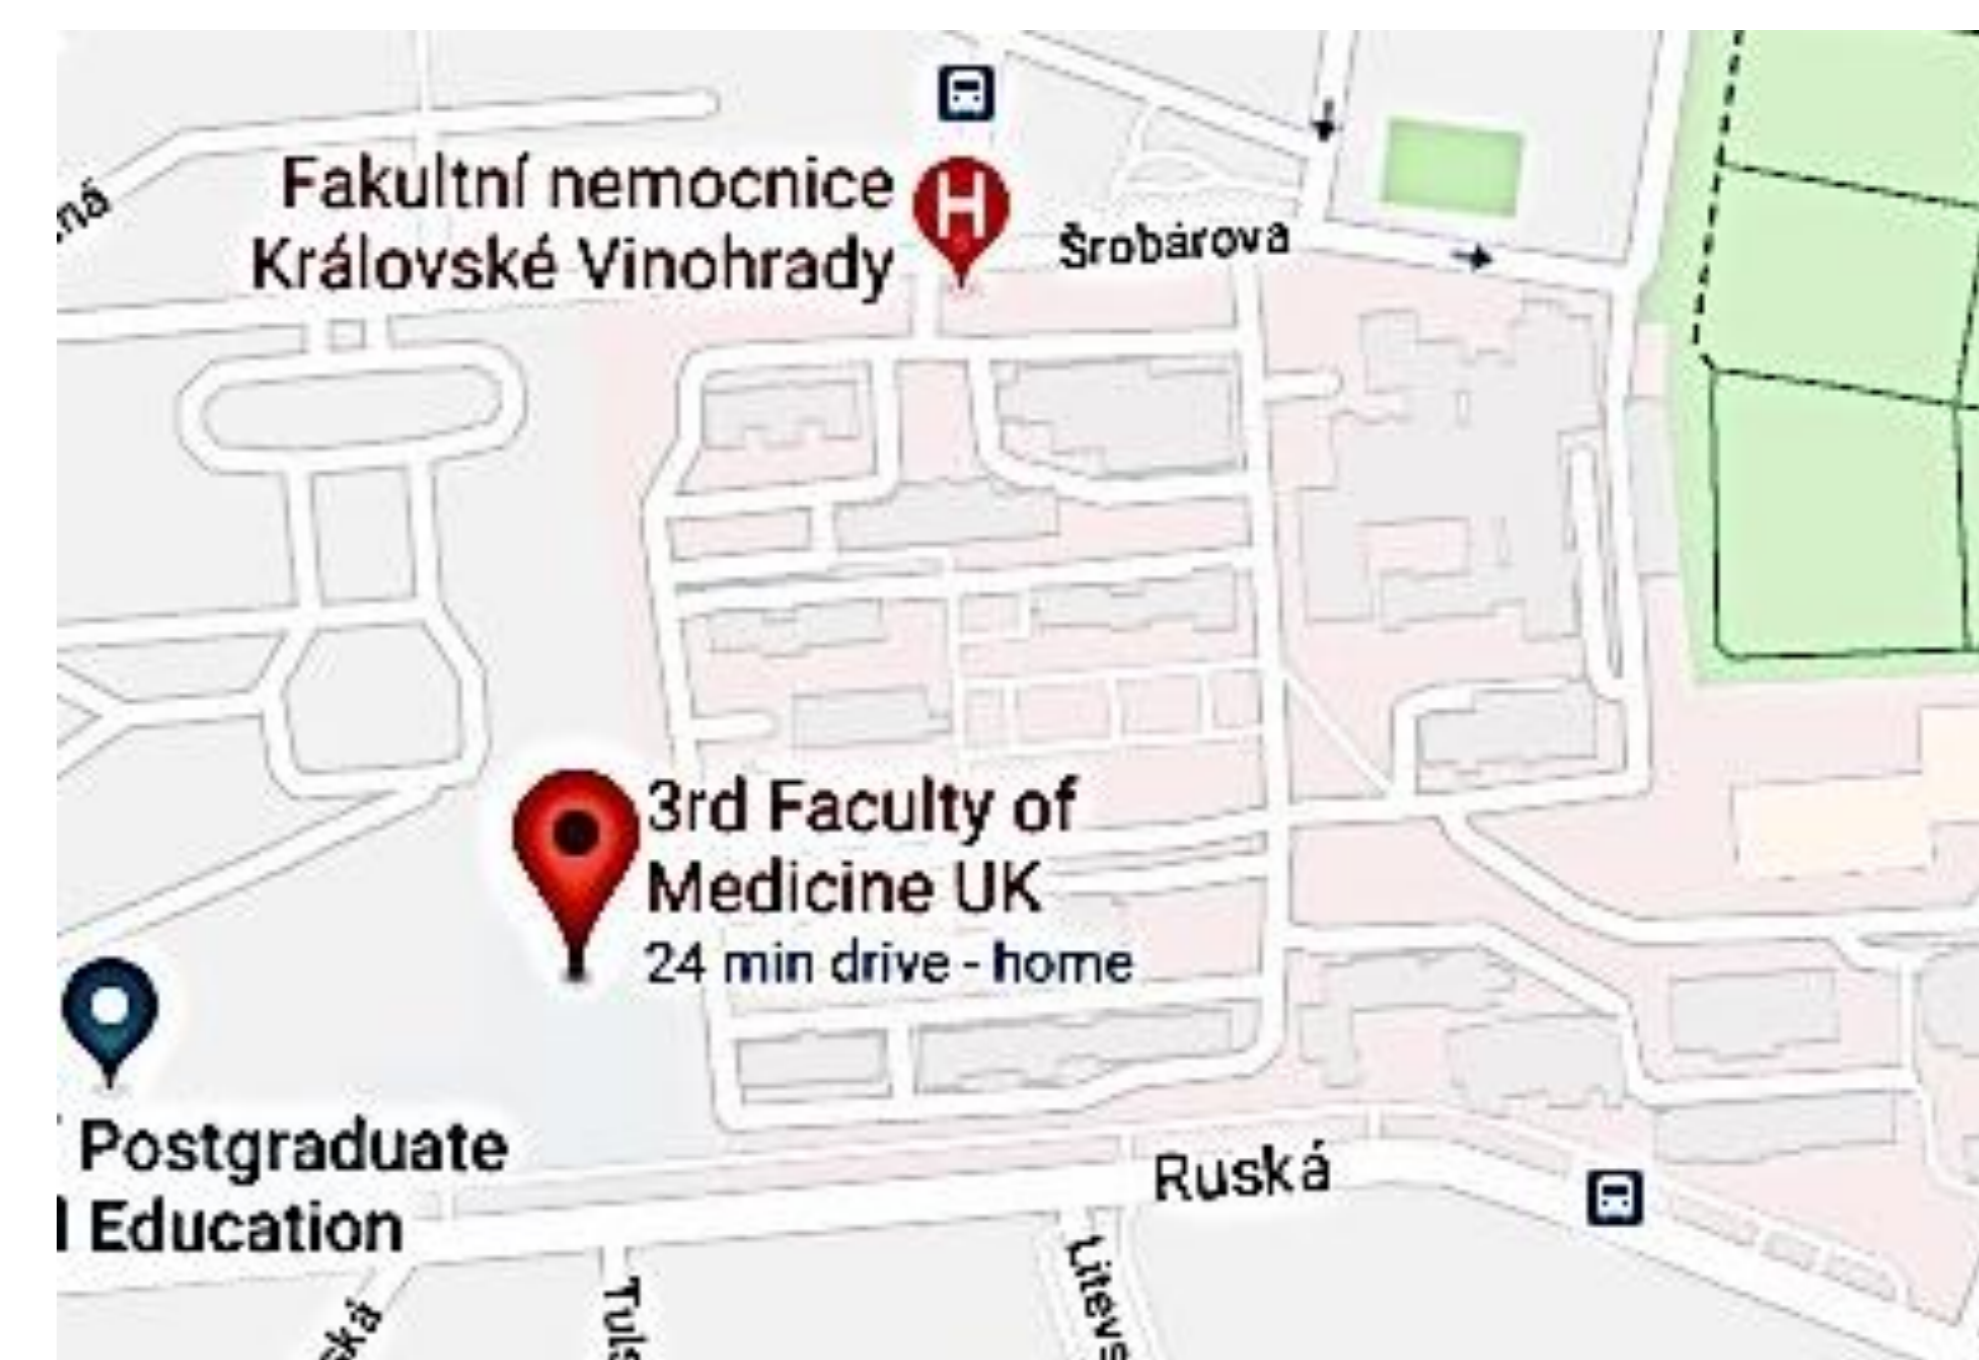 Fakultní nemocnice
Královské Vinohrady
H
Šrobárova
3rd Faculty of
Medicine UK
24 min drive - home
Postgraduate
Education
Ruská